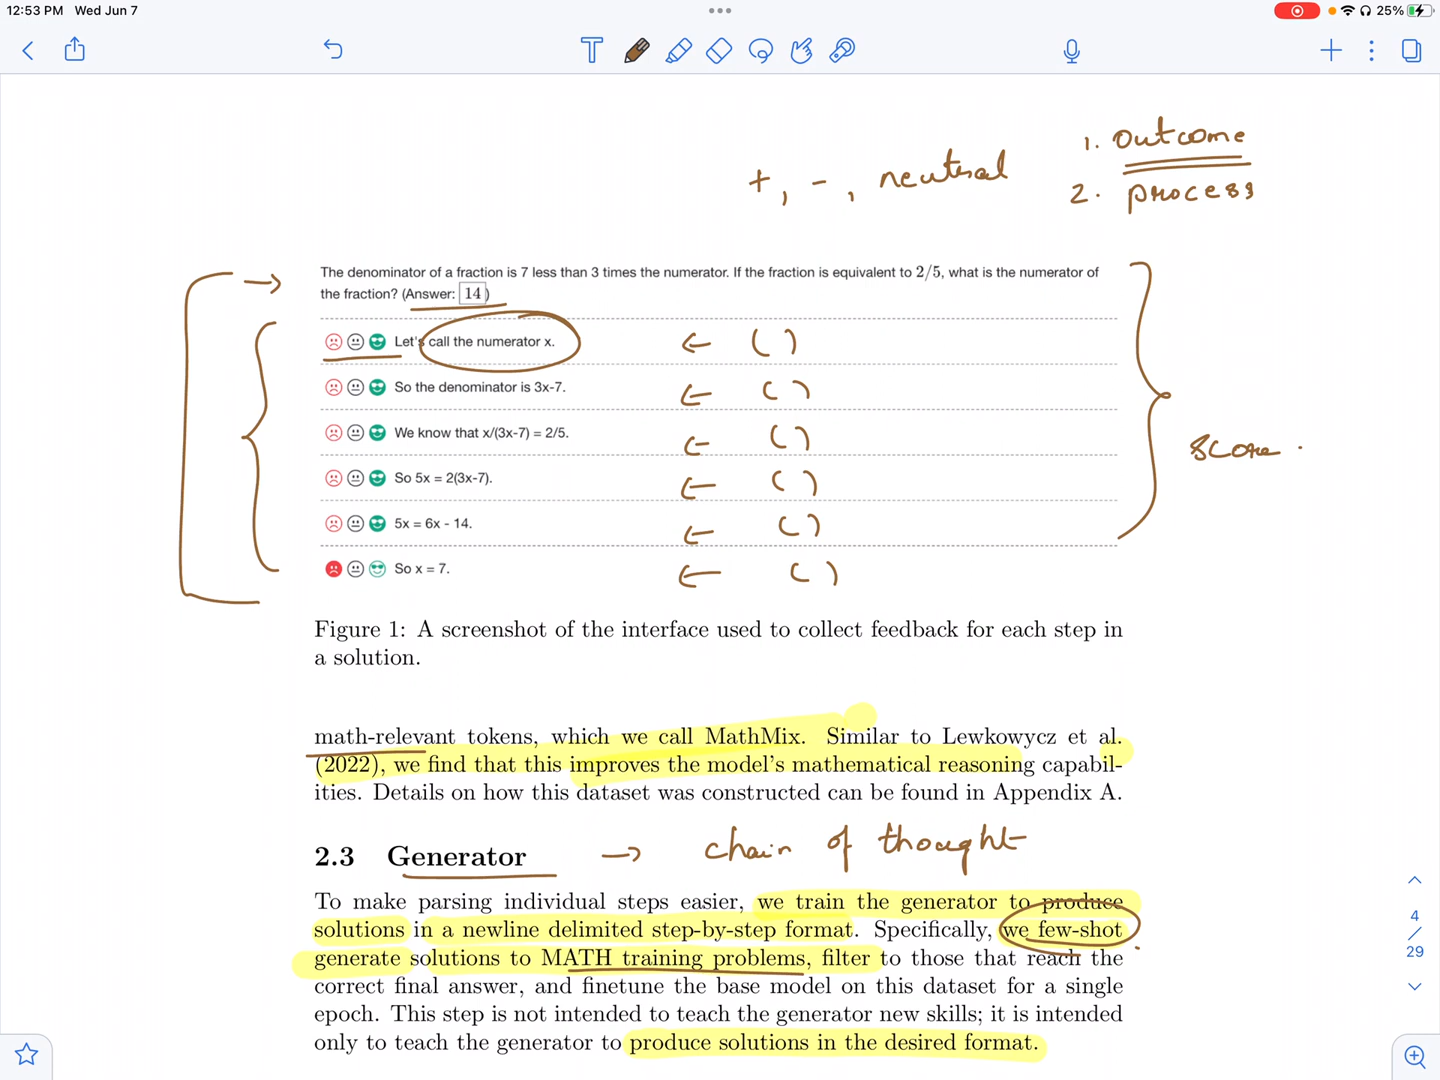 12:53 PM Wed Jun 7
25%
1. Outcome
+, -, neutral
2. process
The denominator of a fraction is 7 less than 3 times the numerator. If the fraction is equivalent to 2/5, what is the numerator of
the fraction? (Answer: 14)
Let's call the numerator x. ← ( )
So the denominator is 3x-7. ← ( )
We know that x/(3x-7) = 2/5. ← ( )
score.
So 5x = 2(3x-7). ← ( )
5x = 6x - 14. ← ( )
So x = 7. ← ( )
Figure 1: A screenshot of the interface used to collect feedback for each step in
a solution.
math-relevant tokens, which we call MathMix. Similar to Lewkowycz et al.
(2022), we find that this improves the model's mathematical reasoning capabil-
ities. Details on how this dataset was constructed can be found in Appendix A.
2.3 Generator → chain of thought
To make parsing individual steps easier, we train the generator to produce
solutions in a newline delimited step-by-step format. Specifically, we few-shot
generate solutions to MATH training problems, filter to those that reach the
correct final answer, and finetune the base model on this dataset for a single
epoch. This step is not intended to teach the generator new skills; it is intended
only to teach the generator to produce solutions in the desired format.
4
/
29